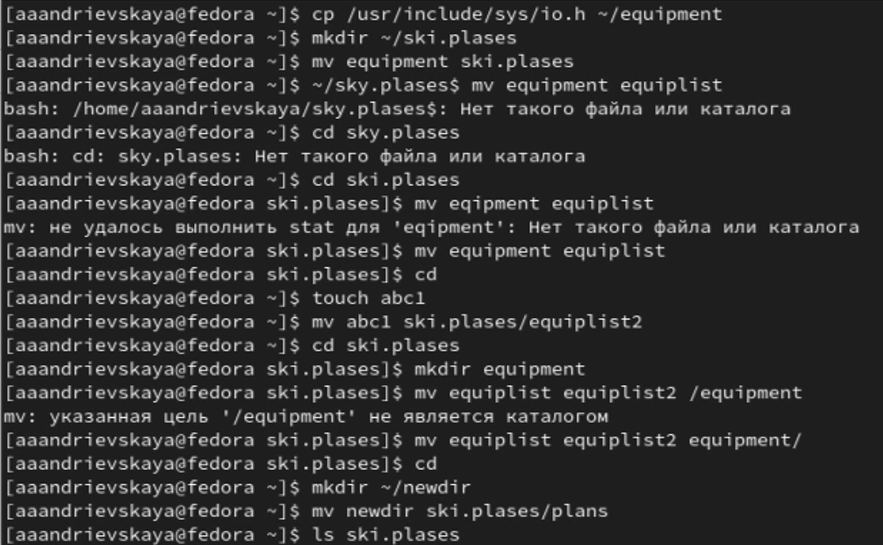 [aaandrievskaya@fedora ~]$ cp /usr/include/sys/io.h ~/equipment
[aaandrievskaya@fedora ~]$ mkdir ~/ski.plases
[aaandrievskaya@fedora ~]$ mv equipment ski.plases
[aaandrievskaya@fedora ~]$ ~/sky.plases$ mv equipment equiplist
bash: /home/aaandrievskaya/sky.plases$: Нет такого файла или каталога
[aaandrievskaya@fedora ~]$ cd sky.plases
bash: cd: sky.plases: Нет такого файла или каталога
[aaandrievskaya@fedora ~]$ cd ski.plases
[aaandrievskaya@fedora ski.plases]$ mv eqipment equiplist
mv: не удалось выполнить stat для 'eqipment': Нет такого файла или каталога
[aaandrievskaya@fedora ski.plases]$ mv equipment equiplist
[aaandrievskaya@fedora ski.plases]$ cd
[aaandrievskaya@fedora ~]$ touch abc1
[aaandrievskaya@fedora ~]$ mv abc1 ski.plases/equiplist2
[aaandrievskaya@fedora ~]$ cd ski.plases
[aaandrievskaya@fedora ski.plases]$ mkdir equipment
[aaandrievskaya@fedora ski.plases]$ mv equiplist equiplist2 /equipment
mv: указанная цель '/equipment' не является каталогом
[aaandrievskaya@fedora ski.plases]$ mv equiplist equiplist2 equipment/
[aaandrievskaya@fedora ski.plases]$ cd
[aaandrievskaya@fedora ~]$ mkdir ~/newdir
[aaandrievskaya@fedora ~]$ mv newdir ski.plases/plans
[aaandrievskaya@fedora ~]$ ls ski.plases